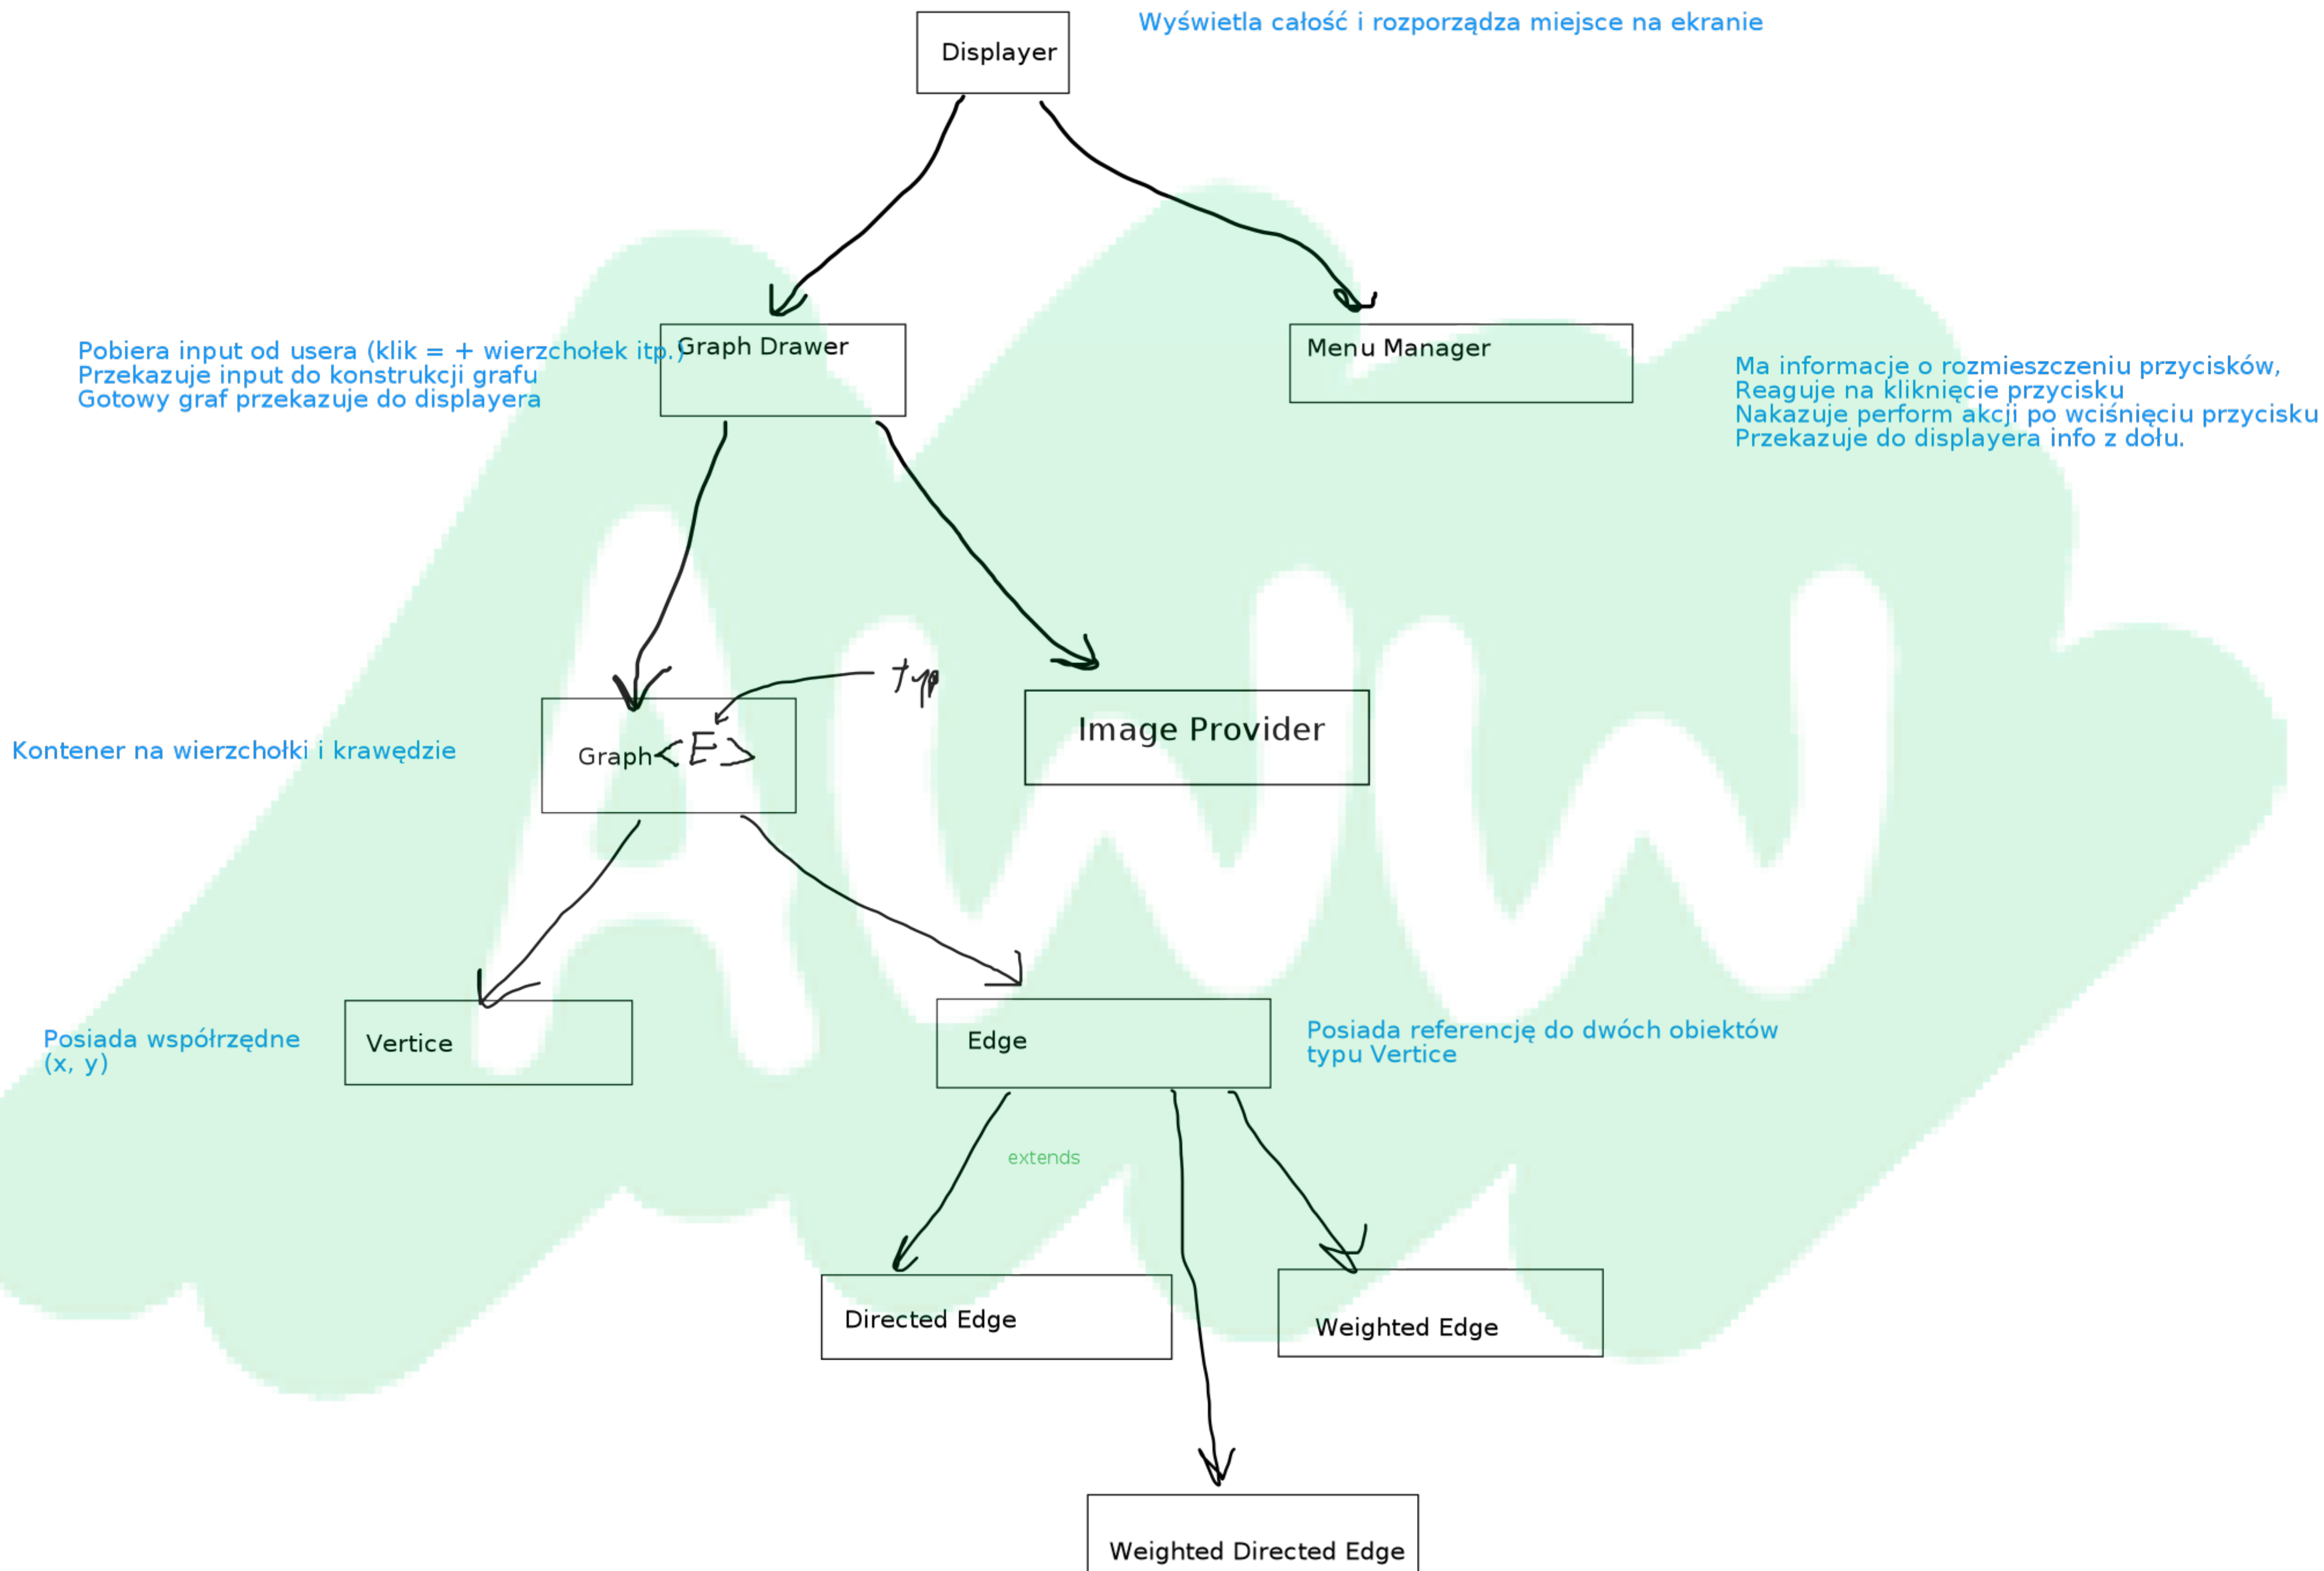 Displayer
Wyświetla całość i rozporządza miejsce na ekranie
Pobiera input od usera (klik = + wierzchołek itp.)
Przekazuje input do konstrukcji grafu
Gotowy graf przekazuje do displayera
Graph Drawer
Menu Manager
Ma informacje o rozmieszczeniu przycisków,
Reaguje na kliknięcie przycisku
Nakazuje perform akcji po wciśnięciu przycisku
Przekazuje do displayera info z dołu.
typ
Kontener na wierzchołki i krawędzie
Graph<E>
Image Provider
Aww
Posiada współrzędne
(x, y)
Vertice
Edge
Posiada referencję do dwóch obiektów
typu Vertice
extends
Directed Edge
Weighted Edge
Weighted Directed Edge